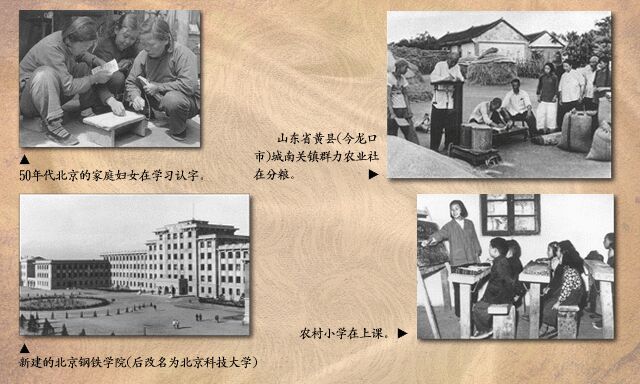 ▲
50年代北京的家庭妇女在学习认字。
山东省黄县(今龙口
市)城南关镇群力农业社
在分粮。 ▶
▲
新建的北京钢铁学院(后改名为北京科技大学)
农村小学在上课。▶